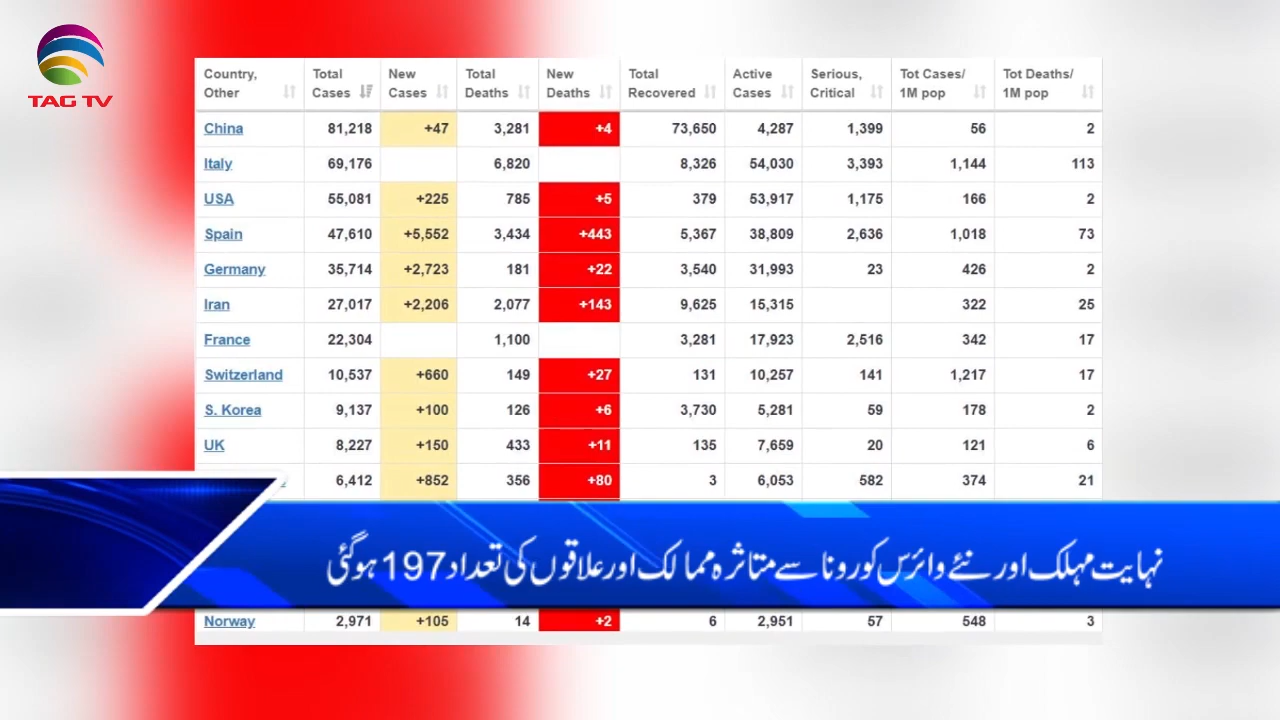 TAG TV
Country, Other Total Cases New Cases Total Deaths New Deaths Total Recovered Active Cases Serious, Critical Tot Cases/ 1M pop Tot Deaths/ 1M pop
China 81,218 +47 3,281 +4 73,650 4,287 1,399 56 2
Italy 69,176 6,820 8,326 54,030 3,393 1,144 113
USA 55,081 +225 785 +5 379 53,917 1,175 166 2
Spain 47,610 +5,552 3,434 +443 5,367 38,809 2,636 1,018 73
Germany 35,714 +2,723 181 +22 3,540 31,993 23 426 2
Iran 27,017 +2,206 2,077 +143 9,625 15,315 322 25
France 22,304 1,100 3,281 17,923 2,516 342 17
Switzerland 10,537 +660 149 +27 131 10,257 141 1,217 17
S. Korea 9,137 +100 126 +6 3,730 5,281 59 178 2
UK 8,227 +150 433 +11 135 7,659 20 121 6
6,412 +852 356 +80 3 6,053 582 374 21
نہایت مہلک اور نئے وائرس کورونا سے متاثرہ ممالک اور علاقوں کی تعداد 197 ہوگئی
Norway 2,971 +105 14 +2 6 2,951 57 548 3